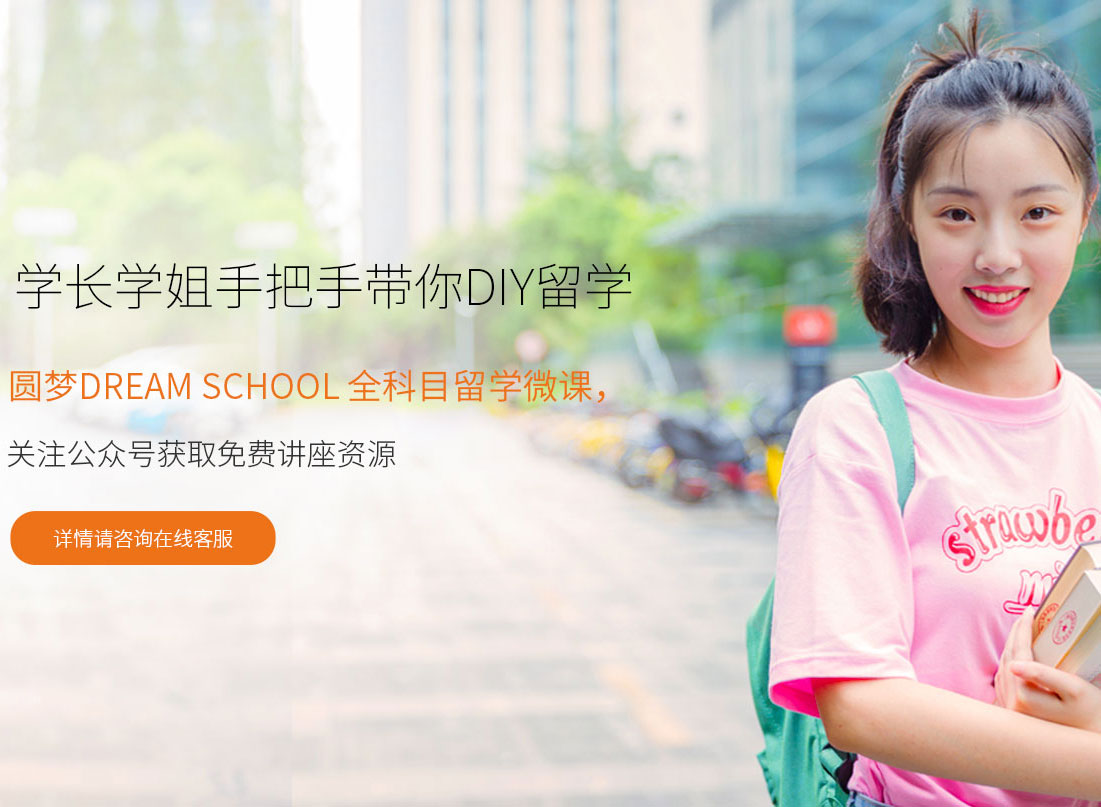 学长学姐手把手带你DIY留学
圆梦DREAM SCHOOL 全科目留学微课，
关注公众号获取免费讲座资源
详情请咨询在线客服
strawbe